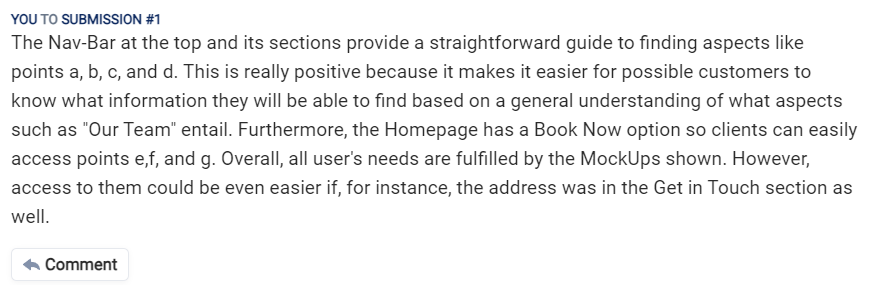 YOU TO SUBMISSION #1
The Nav-Bar at the top and its sections provide a straightforward guide to finding aspects like
points a, b, c, and d. This is really positive because it makes it easier for possible customers to
know what information they will be able to find based on a general understanding of what aspects
such as "Our Team" entail. Furthermore, the Homepage has a Book Now option so clients can easily
access points e,f, and g. Overall, all user's needs are fulfilled by the MockUps shown. However,
access to them could be even easier if, for instance, the address was in the Get in Touch section as
well.
Comment